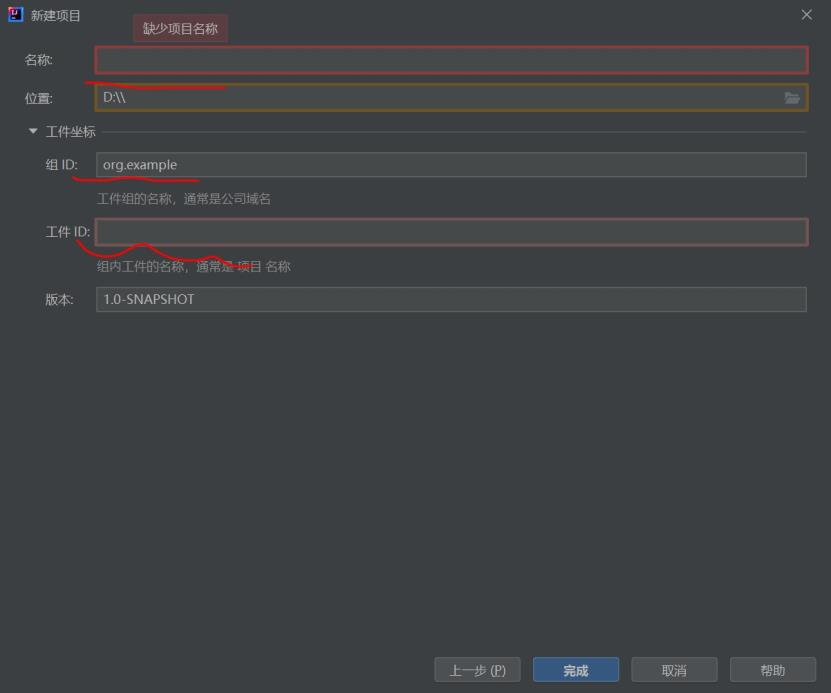 新建项目
缺少项目名称
名称:
位置: D:\\
工件坐标
组 ID: org.example
工件组的名称，通常是公司域名
工件 ID:
组内工件的名称，通常是 项目 名称
版本: 1.0-SNAPSHOT
上一步 (P) 完成 取消 帮助